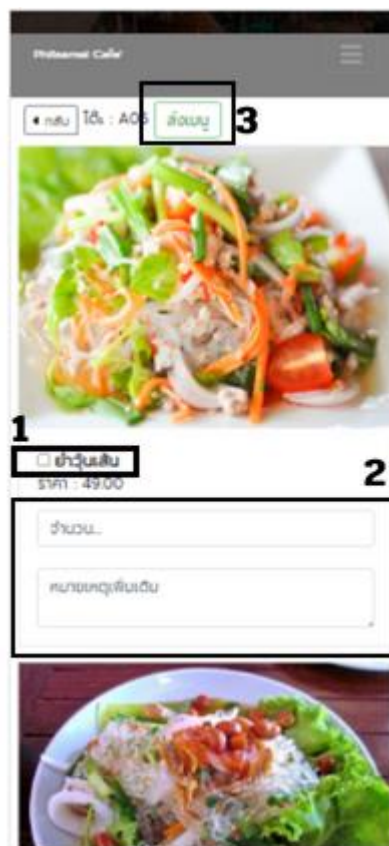 Phitsamai Cafe'
กลับ โต๊ะ : A05 สั่งเมนู 3
1
ยำวุ้นเส้น
ราคา : 49.00 2
จำนวน...
หมายเหตุเพิ่มเติม